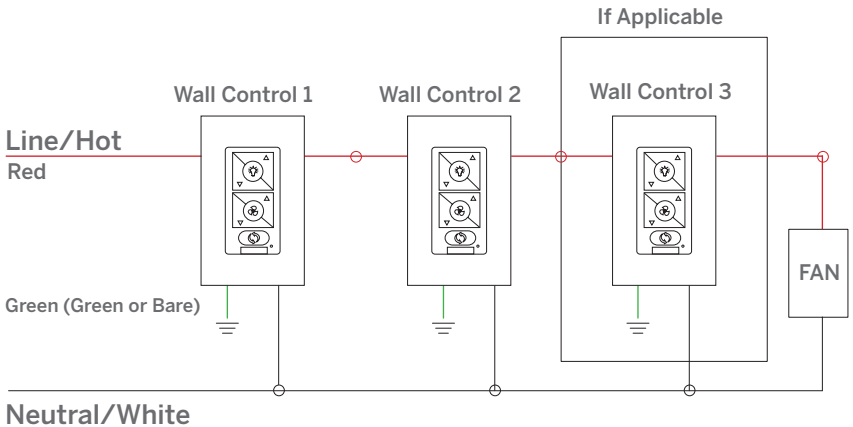 If Applicable
Wall Control 1
Wall Control 2
Wall Control 3
Line/Hot
Red
FAN
Green (Green or Bare)
Neutral/White